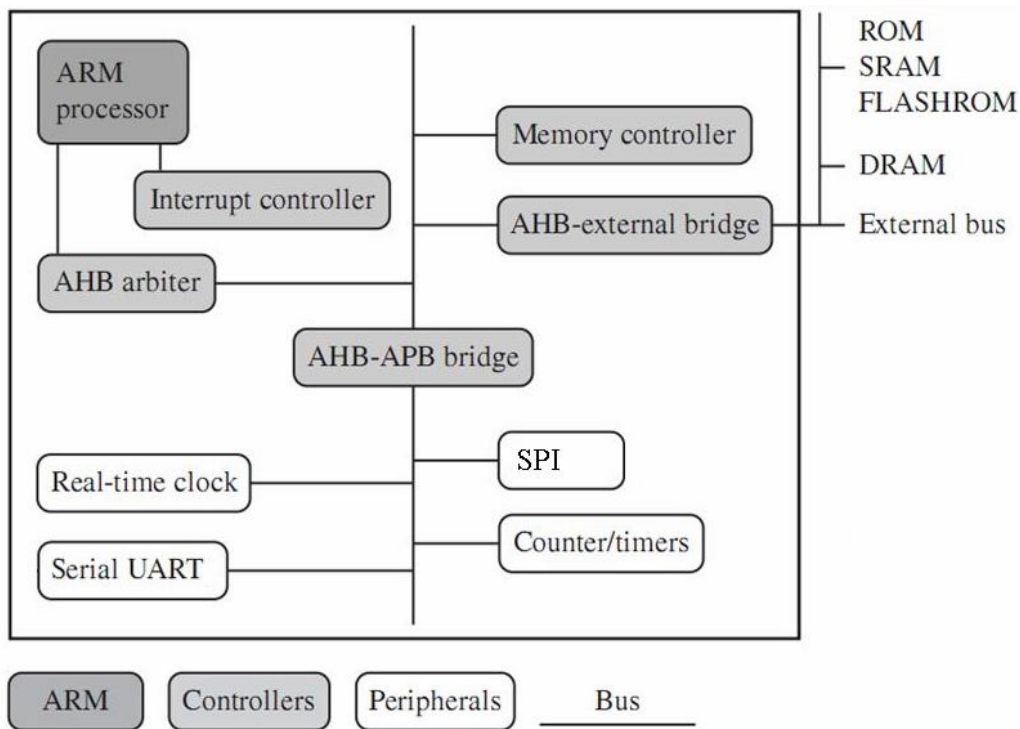 ARM
processor
Interrupt controller
AHB arbiter
Memory controller
AHB-external bridge
ROM
SRAM
FLASHROM
DRAM
External bus
AHB-APB bridge
Real-time clock
Serial UART
SPI
Counter/timers
ARM
Controllers
Peripherals
Bus